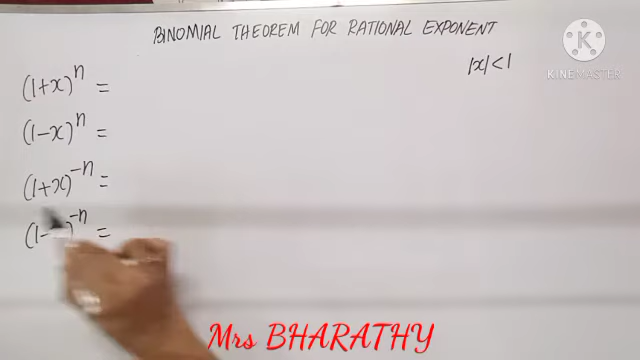 BINOMIAL THEOREM FOR RATIONAL EXPONENT
|x|<1
KINEMASTER
(1+x)^n =
(1-x)^n =
(1+x)^-n =
(1- )^-n =
Mrs BHARATHY